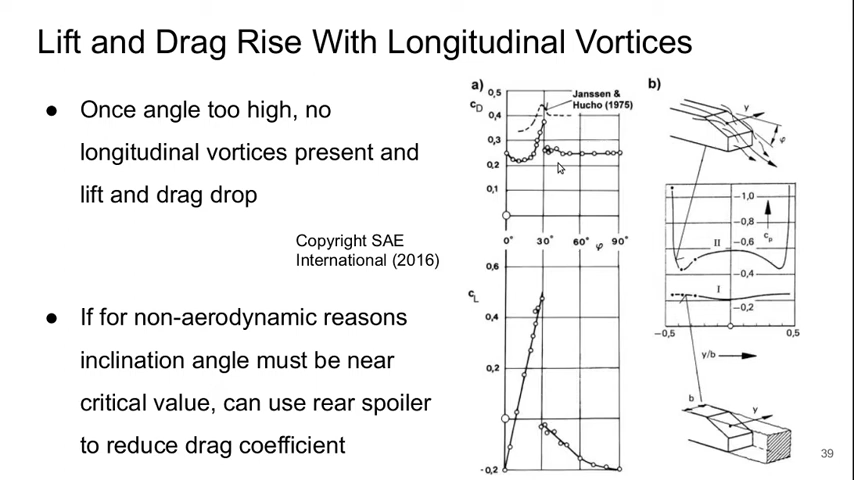 Lift and Drag Rise With Longitudinal Vortices
● Once angle too high, no
longitudinal vortices present and
lift and drag drop
Copyright SAE
International (2016)
● If for non-aerodynamic reasons
inclination angle must be near
critical value, can use rear spoiler
to reduce drag coefficient
a)
0,5
cD
0,4
0,3
0,2
0,1
Janssen &
Hucho (1975)
0° 30° 60° φ 90°
0,6
cL
0,4
0,2
-0,2
b)
y
φ
-1,0
-0,8
cp
II
-0,6
-0,4
I
-0,2
-0,5
0,5
y/b
b
y
39